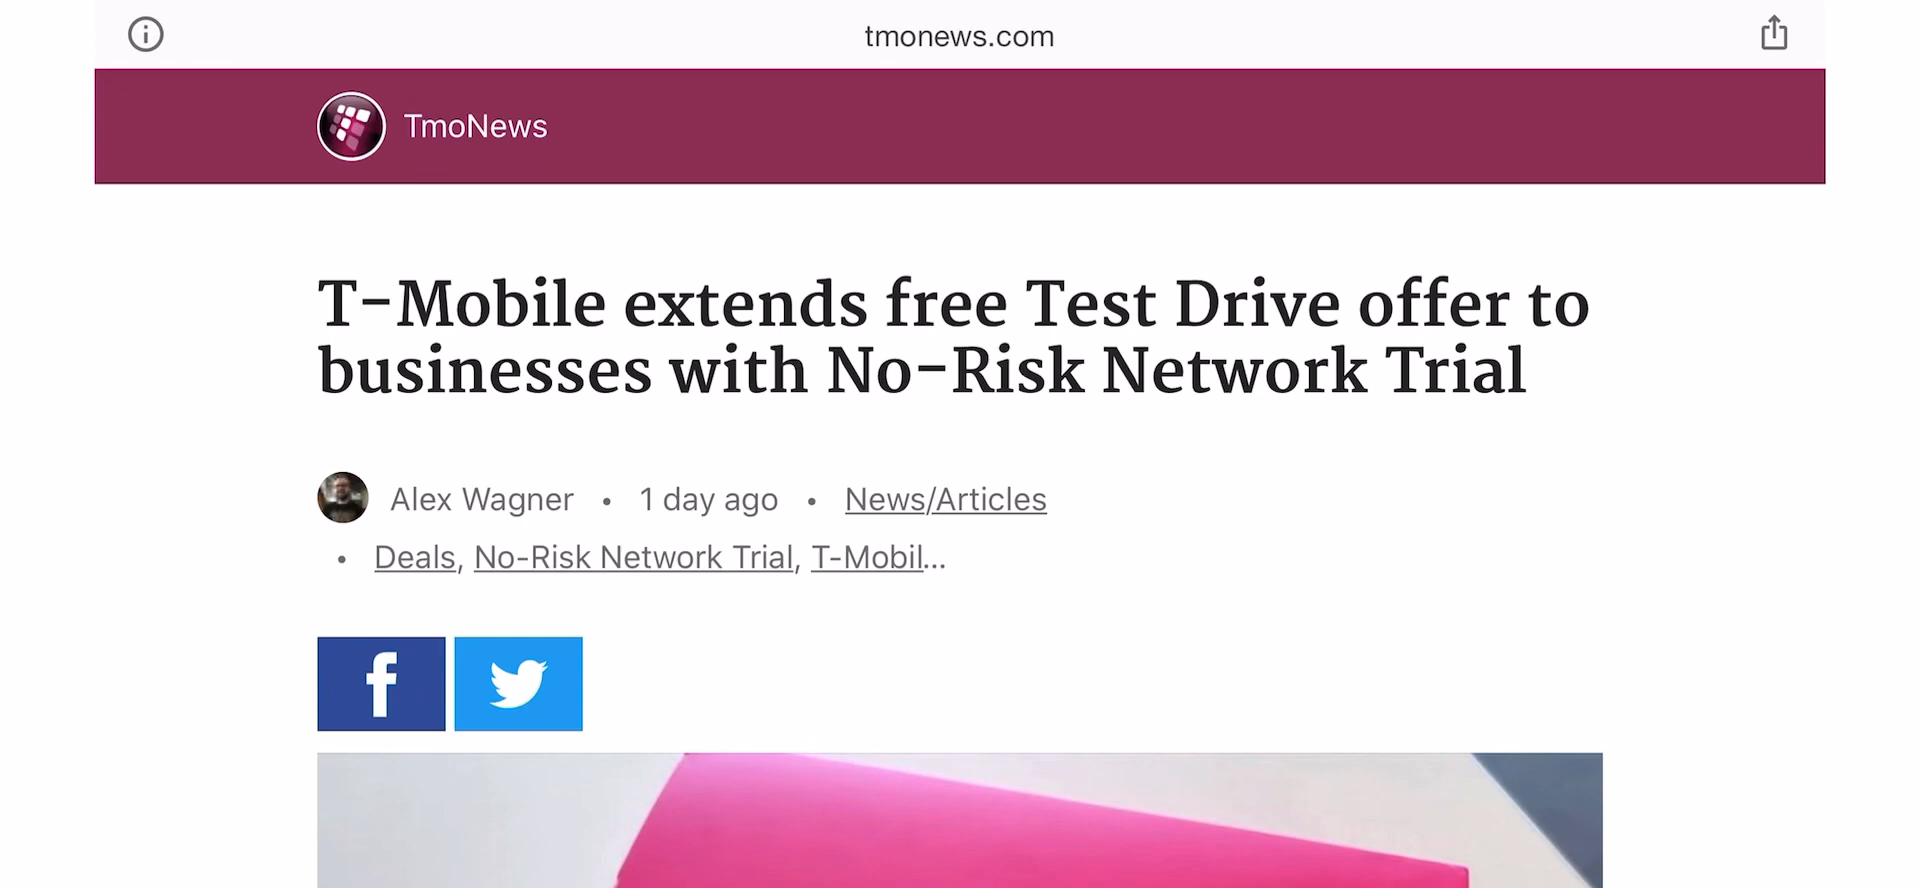 tmonews.com
TmoNews
T-Mobile extends free Test Drive offer to
businesses with No-Risk Network Trial
Alex Wagner • 1 day ago • News/Articles
• Deals, No-Risk Network Trial, T-Mobil...